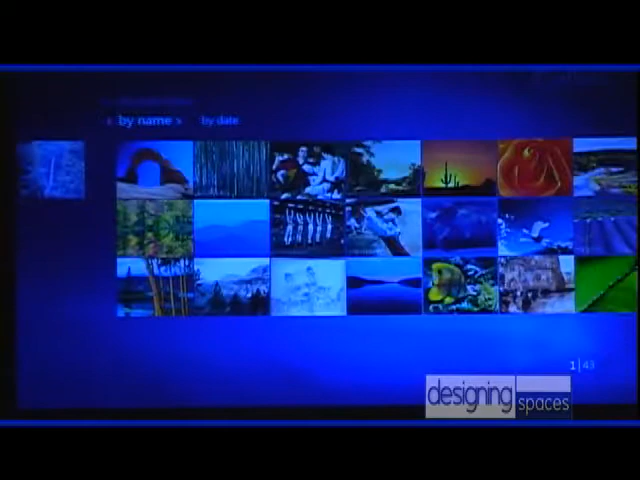 ‹ by name › by date
1|43
designing spaces